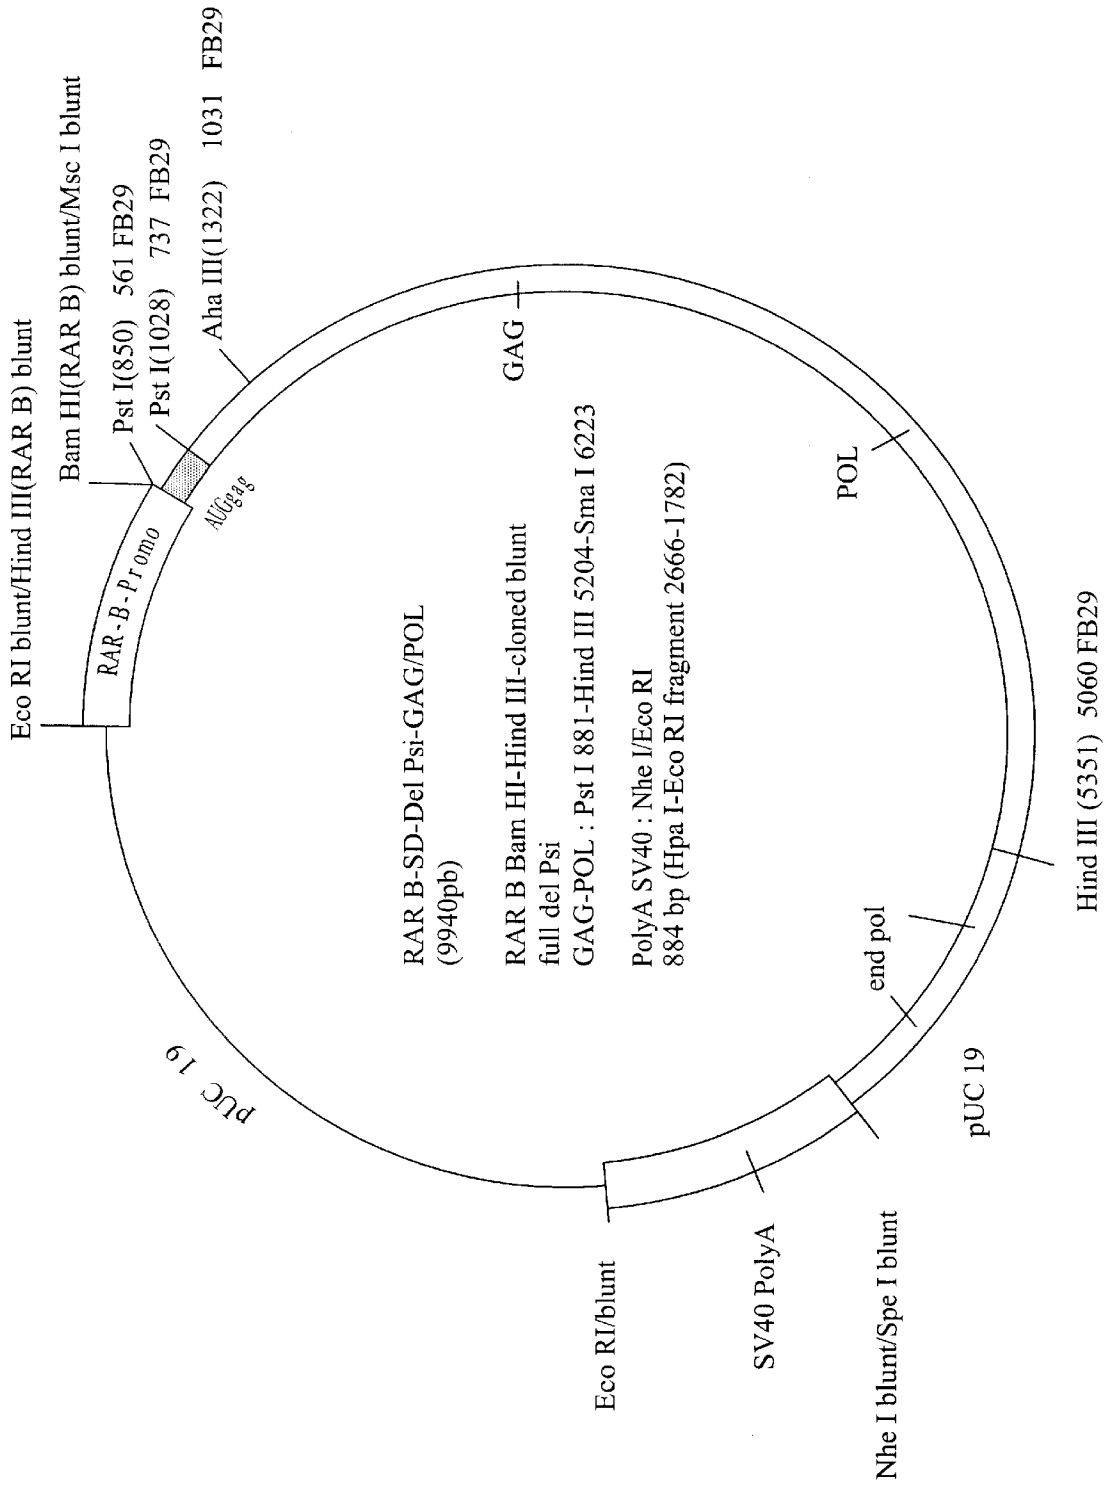 Eco RI blunt/Hind III(RAR B) blunt
Bam HI(RAR B) blunt/Msc I blunt
Pst I(850) 561 FB29
Pst I(1028) 737 FB29
Aha III(1322) 1031 FB29
RAR-B-Promo
AUGgag
GAG
POL
pUC 19
RAR B-SD-Del Psi-GAG/POL
(9940pb)
RAR B Bam HI-Hind III-cloned blunt
full del Psi
GAG-POL : Pst I 881-Hind III 5204-Sma I 6223
PolyA SV40 : Nhe I/Eco RI
884 bp (Hpa I-Eco RI fragment 2666-1782)
end pol
Hind III (5351) 5060 FB29
pUC 19
Eco RI/blunt
SV40 PolyA
Nhe I blunt/Spe I blunt